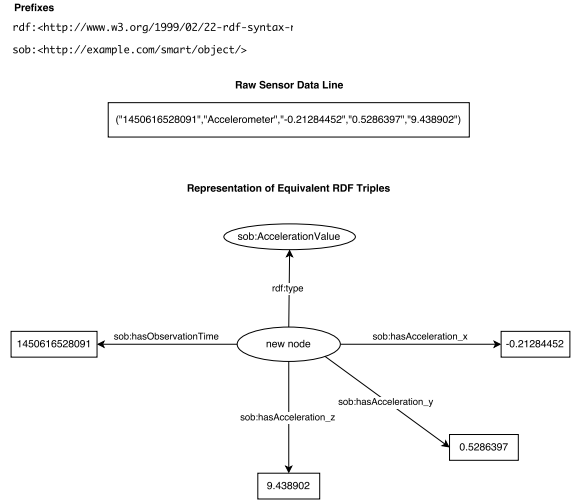 Prefixes
rdf:<http://www.w3.org/1999/02/22-rdf-syntax-
sob:<http://example.com/smart/object/>
Raw Sensor Data Line
("1450616528091","Accelerometer","-0.21284452","0.5286397","9.438902")
Representation of Equivalent RDF Triples
sob:AccelerationValue
rdf:type
sob:hasObservationTime
sob:hasAcceleration_x
1450616528091
new node
-0.21284452
sob:hasAcceleration_y
sob:hasAcceleration_z
0.5286397
9.438902